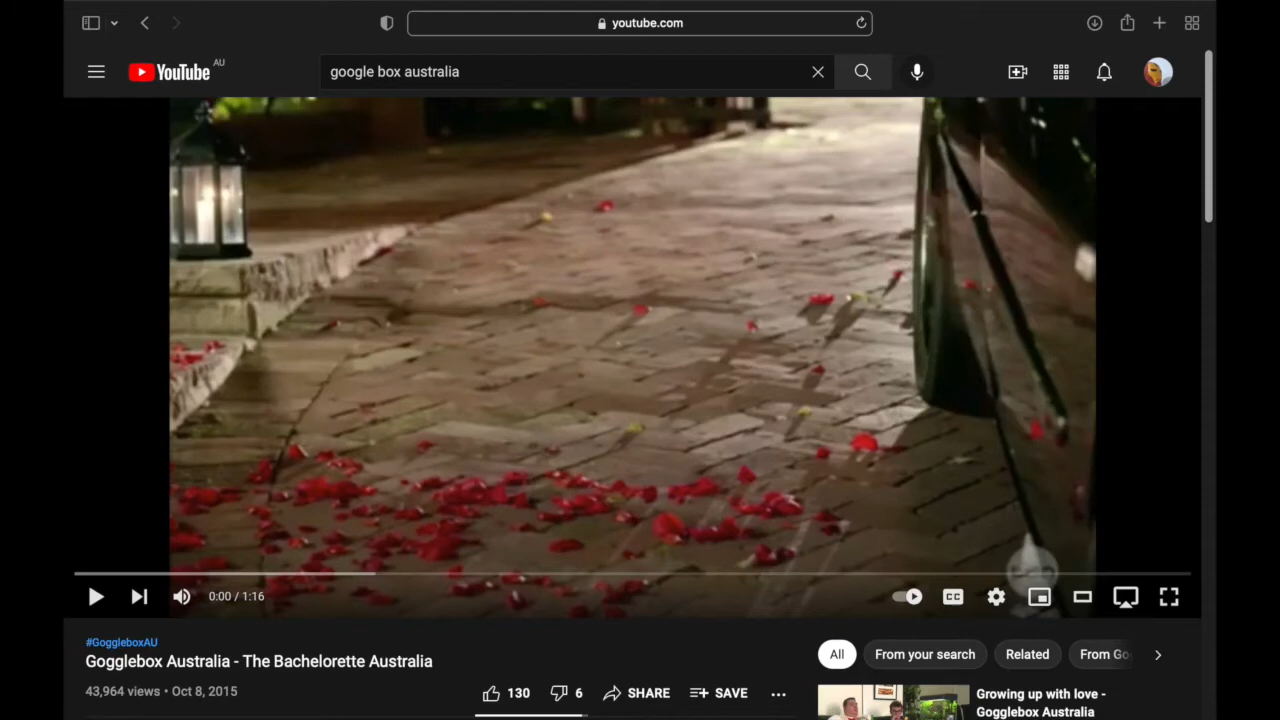 youtube.com
YouTube AU
google box australia
0:00 / 1:16
CC
#GoggleboxAU
Gogglebox Australia - The Bachelorette Australia
43,964 views • Oct 8, 2015
130
6
SHARE
SAVE
All
From your search
Related
From Go
Growing up with love -
Gogglebox Australia